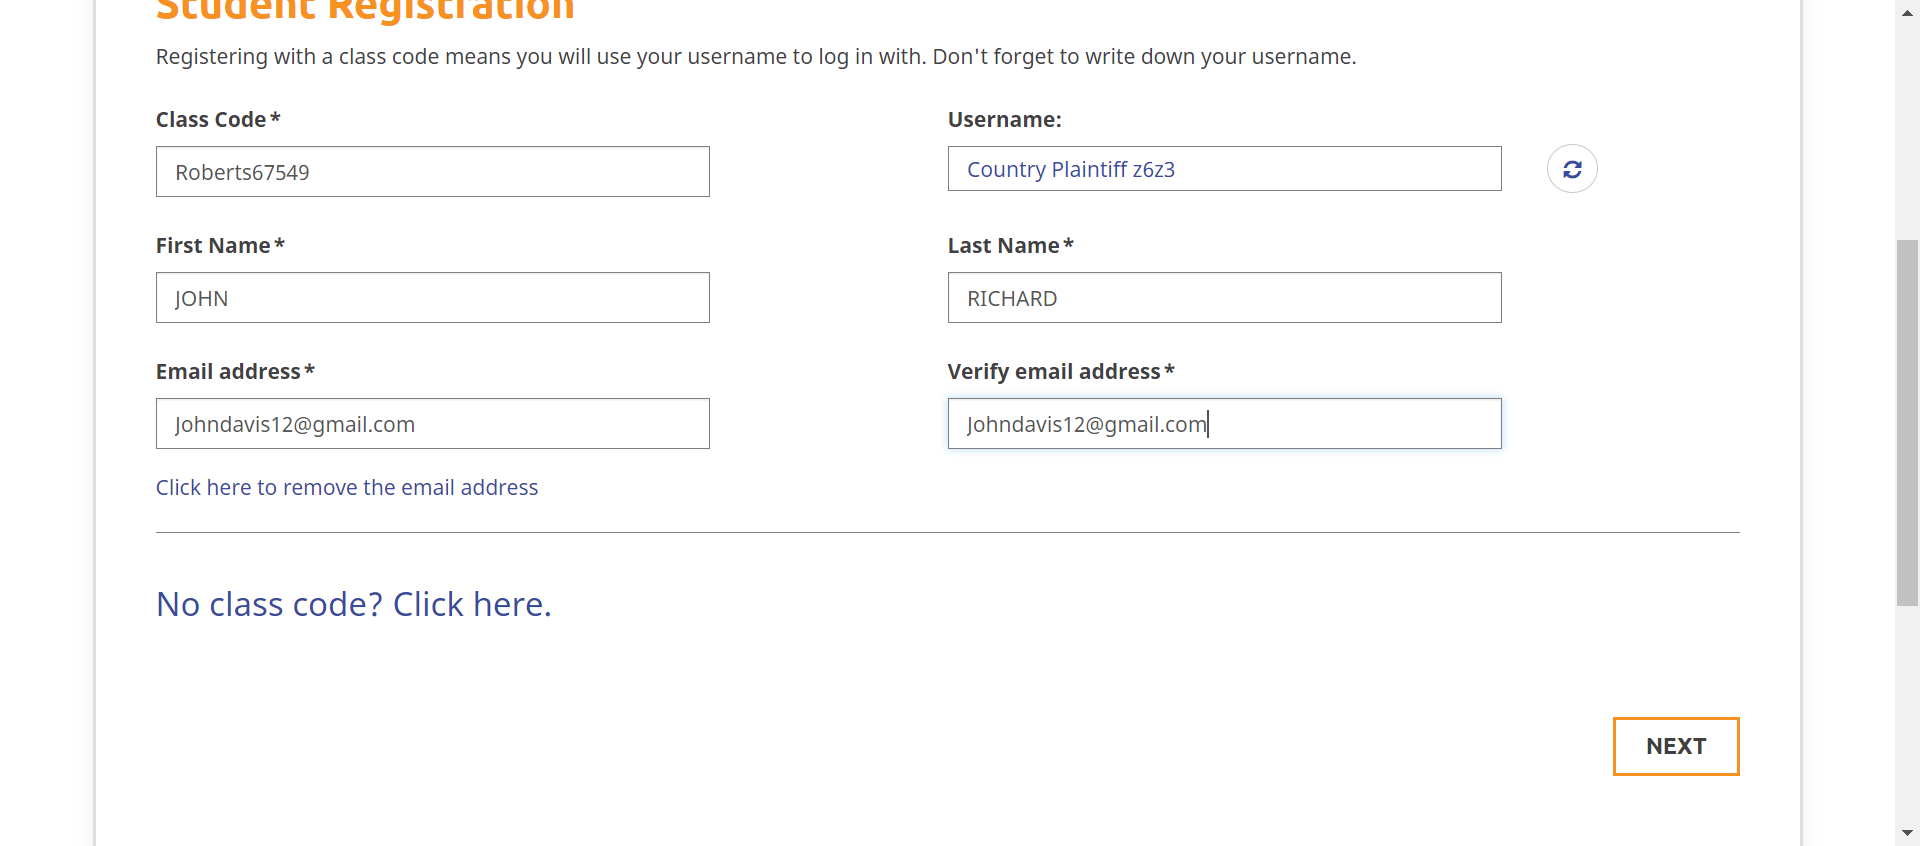 Student Registration
Registering with a class code means you will use your username to log in with. Don't forget to write down your username.
Class Code*
Username:
Roberts67549
Country Plaintiff z6z3
First Name*
Last Name*
JOHN
RICHARD
Email address*
Verify email address*
Johndavis12@gmail.com
Johndavis12@gmail.com
Click here to remove the email address
No class code? Click here.
NEXT